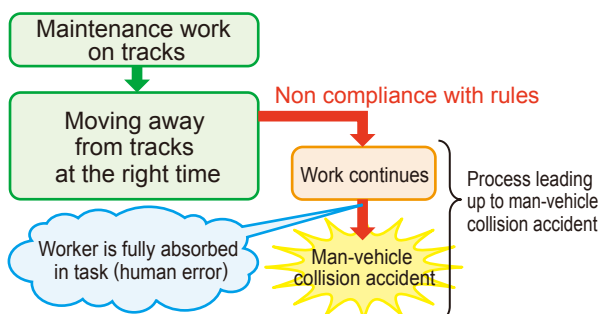 Maintenance work
on tracks
Moving away
from tracks
at the right time
Non compliance with rules
Work continues
Process leading
up to man-vehicle
collision accident
Worker is fully absorbed
in task (human error)
Man-vehicle
collision accident